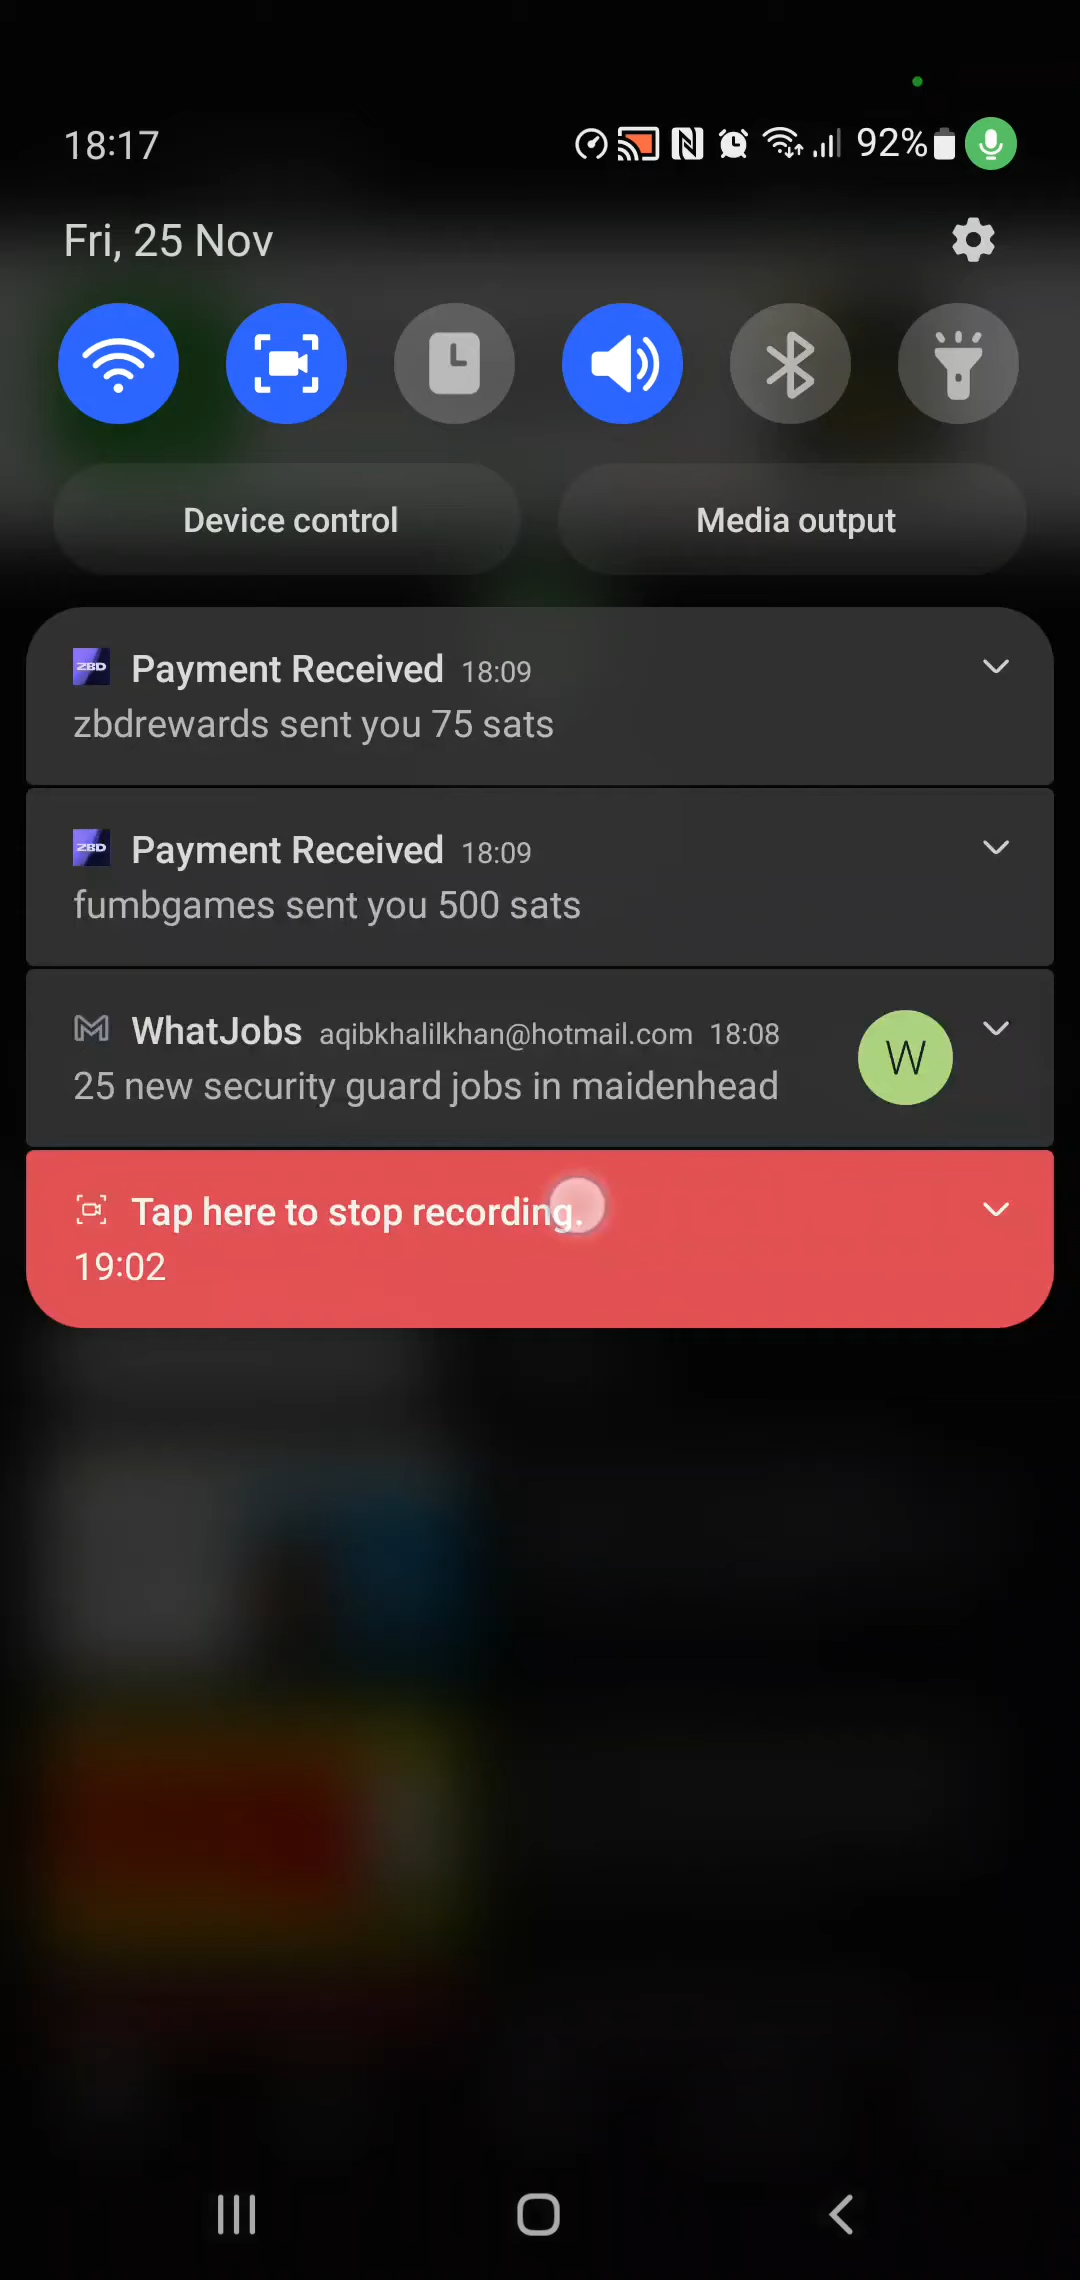 18:17
92%
Fri, 25 Nov
Device control
Media output
ZBD Payment Received 18:09
zbdrewards sent you 75 sats
ZBD Payment Received 18:09
fumbgames sent you 500 sats
WhatJobs aqibkhalilkhan@hotmail.com 18:08
W
25 new security guard jobs in maidenhead
Tap here to stop recording.
19:02